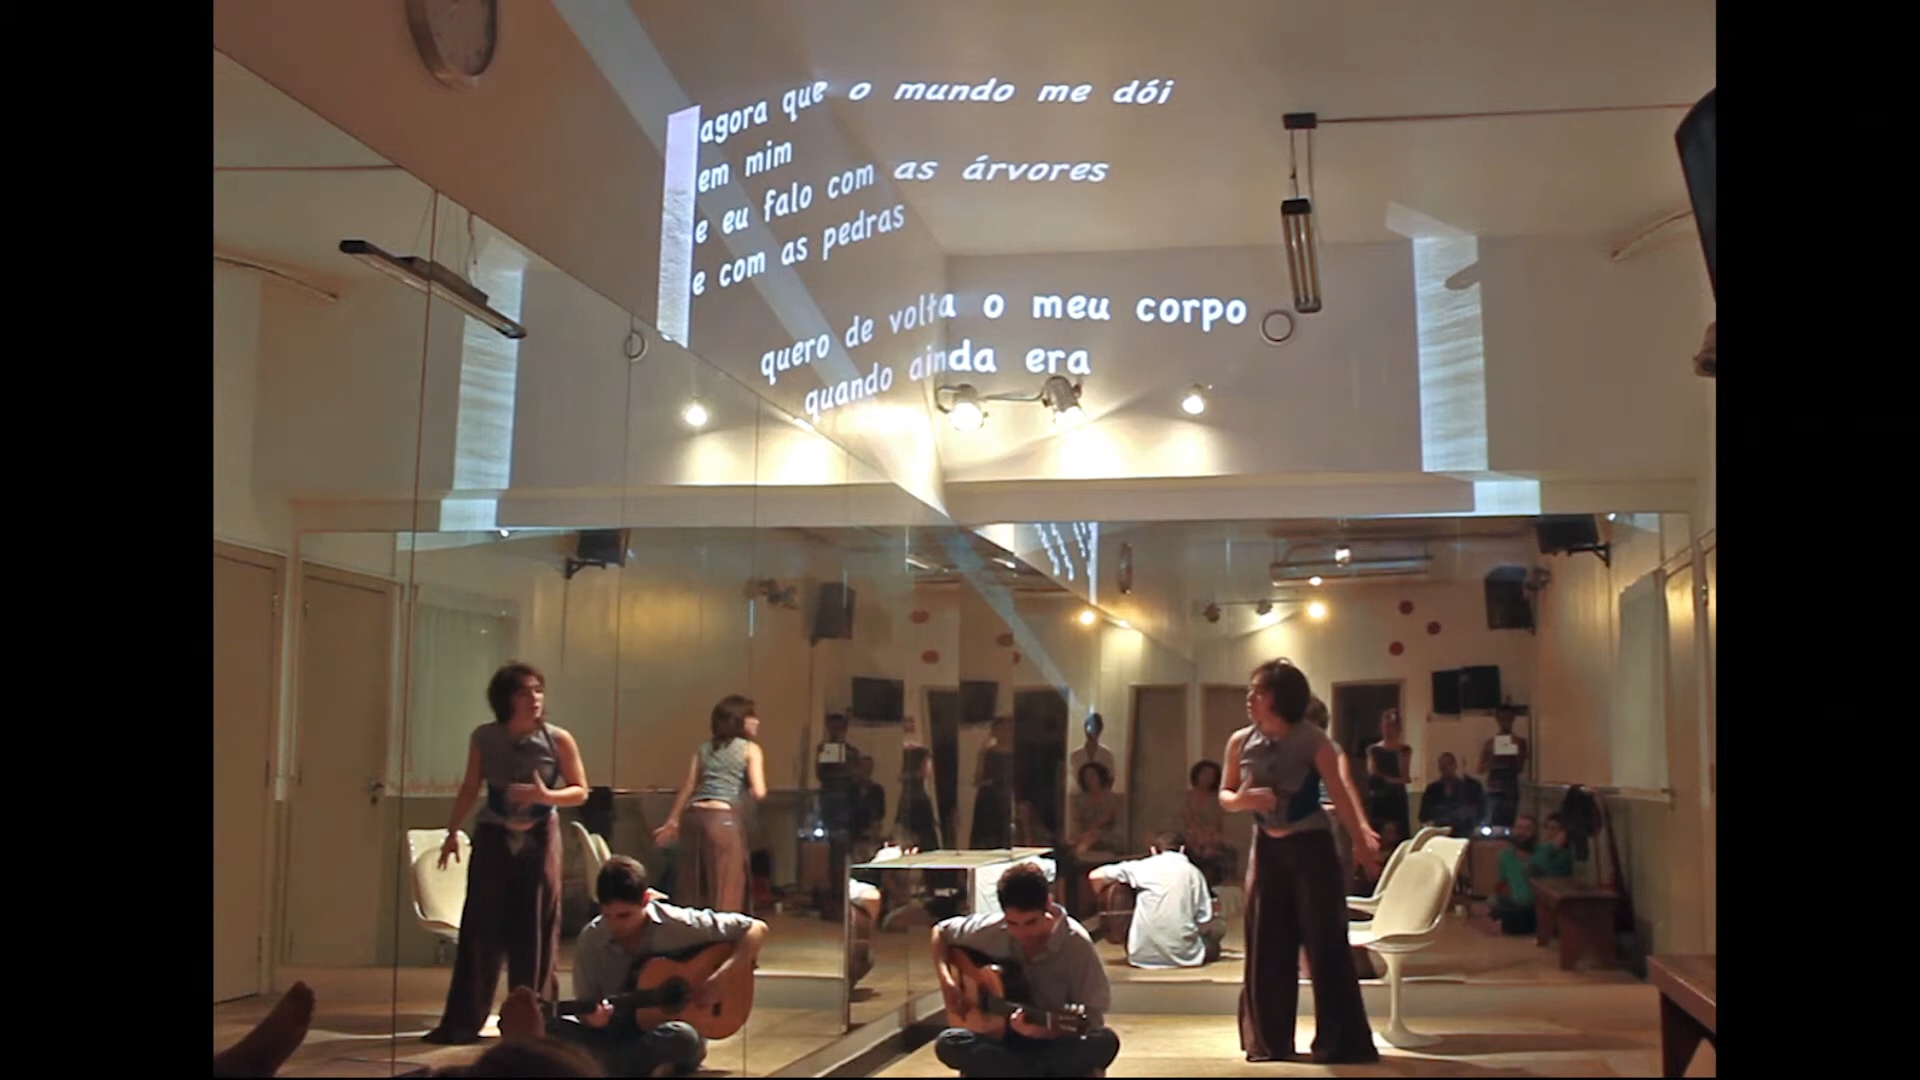 agora que o mundo me dói
em mim
e eu falo com as árvores
e com as pedras
quero de volta o meu corpo
quando ainda era